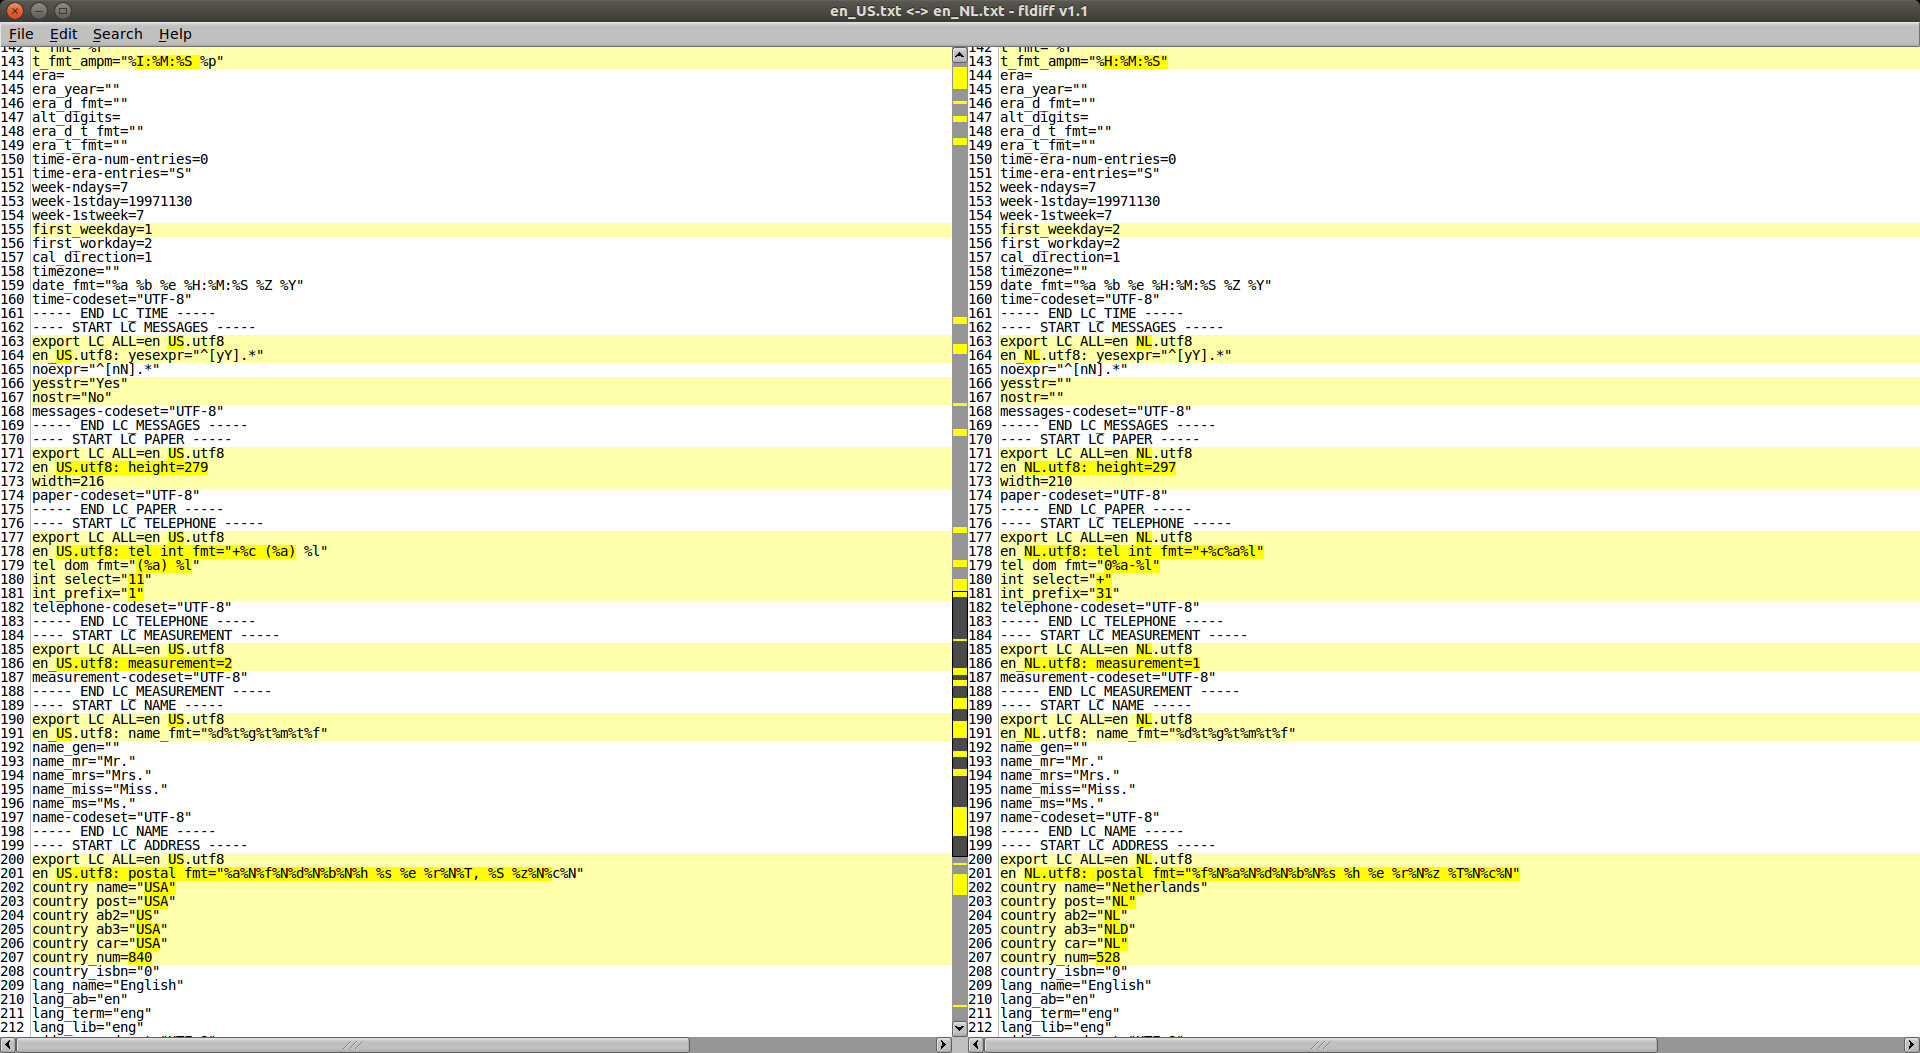 en_US.txt <-> en_NL.txt - fldiff v1.1
File Edit Search Help
142 t_fmt="%r
143 t_fmt_ampm="%I:%M:%S %p"
144 era=
145 era_year=""
146 era_d_fmt=""
147 alt_digits=
148 era_d_t_fmt=""
149 era_t_fmt=""
150 time-era-num-entries=0
151 time-era-entries="S"
152 week-ndays=7
153 week-1stday=19971130
154 week-1stweek=7
155 first_weekday=1
156 first_workday=2
157 cal_direction=1
158 timezone=""
159 date_fmt="%a %b %e %H:%M:%S %Z %Y"
160 time-codeset="UTF-8"
161 ----- END LC_TIME -----
162 ---- START LC_MESSAGES -----
163 export LC_ALL=en_US.utf8
164 en_US.utf8: yesexpr="^[yY].*"
165 noexpr="^[nN].*"
166 yesstr="Yes"
167 nostr="No"
168 messages-codeset="UTF-8"
169 ----- END LC_MESSAGES -----
170 ---- START LC_PAPER -----
171 export LC_ALL=en_US.utf8
172 en_US.utf8: height=279
173 width=216
174 paper-codeset="UTF-8"
175 ----- END LC_PAPER -----
176 ---- START LC_TELEPHONE -----
177 export LC_ALL=en_US.utf8
178 en_US.utf8: tel_int_fmt="+%c (%a) %l"
179 tel_dom_fmt="(%a) %l"
180 int_select="11"
181 int_prefix="1"
182 telephone-codeset="UTF-8"
183 ----- END LC_TELEPHONE -----
184 ---- START LC_MEASUREMENT -----
185 export LC_ALL=en_US.utf8
186 en_US.utf8: measurement=2
187 measurement-codeset="UTF-8"
188 ----- END LC_MEASUREMENT -----
189 ---- START LC_NAME -----
190 export LC_ALL=en_US.utf8
191 en_US.utf8: name_fmt="%d%t%g%t%m%t%f"
192 name_gen=""
193 name_mr="Mr."
194 name_mrs="Mrs."
195 name_miss="Miss."
196 name_ms="Ms."
197 name-codeset="UTF-8"
198 ----- END LC_NAME -----
199 ---- START LC_ADDRESS -----
200 export LC_ALL=en_US.utf8
201 en_US.utf8: postal_fmt="%a%N%f%N%d%N%b%N%h %s %e %r%N%T, %S %z%N%c%N"
202 country_name="USA"
203 country_post="USA"
204 country_ab2="US"
205 country_ab3="USA"
206 country_car="USA"
207 country_num=840
208 country_isbn="0"
209 lang_name="English"
210 lang_ab="en"
211 lang_term="eng"
212 lang_lib="eng"
142 t_fmt="%T
143 t_fmt_ampm="%H:%M:%S"
144 era=
145 era_year=""
146 era_d_fmt=""
147 alt_digits=
148 era_d_t_fmt=""
149 era_t_fmt=""
150 time-era-num-entries=0
151 time-era-entries="S"
152 week-ndays=7
153 week-1stday=19971130
154 week-1stweek=7
155 first_weekday=2
156 first_workday=2
157 cal_direction=1
158 timezone=""
159 date_fmt="%a %b %e %H:%M:%S %Z %Y"
160 time-codeset="UTF-8"
161 ----- END LC_TIME -----
162 ---- START LC_MESSAGES -----
163 export LC_ALL=en_NL.utf8
164 en_NL.utf8: yesexpr="^[yY].*"
165 noexpr="^[nN].*"
166 yesstr=""
167 nostr=""
168 messages-codeset="UTF-8"
169 ----- END LC_MESSAGES -----
170 ---- START LC_PAPER -----
171 export LC_ALL=en_NL.utf8
172 en_NL.utf8: height=297
173 width=210
174 paper-codeset="UTF-8"
175 ----- END LC_PAPER -----
176 ---- START LC_TELEPHONE -----
177 export LC_ALL=en_NL.utf8
178 en_NL.utf8: tel_int_fmt="+%c%a%l"
179 tel_dom_fmt="0%a-%l"
180 int_select="+"
181 int_prefix="31"
182 telephone-codeset="UTF-8"
183 ----- END LC_TELEPHONE -----
184 ---- START LC_MEASUREMENT -----
185 export LC_ALL=en_NL.utf8
186 en_NL.utf8: measurement=1
187 measurement-codeset="UTF-8"
188 ----- END LC_MEASUREMENT -----
189 ---- START LC_NAME -----
190 export LC_ALL=en_NL.utf8
191 en_NL.utf8: name_fmt="%d%t%g%t%m%t%f"
192 name_gen=""
193 name_mr="Mr."
194 name_mrs="Mrs."
195 name_miss="Miss."
196 name_ms="Ms."
197 name-codeset="UTF-8"
198 ----- END LC_NAME -----
199 ---- START LC_ADDRESS -----
200 export LC_ALL=en_NL.utf8
201 en_NL.utf8: postal_fmt="%f%N%a%N%d%N%b%N%s %h %e %r%N%z %T%N%c%N"
202 country_name="Netherlands"
203 country_post="NL"
204 country_ab2="NL"
205 country_ab3="NLD"
206 country_car="NL"
207 country_num=528
208 country_isbn="0"
209 lang_name="English"
210 lang_ab="en"
211 lang_term="eng"
212 lang_lib="eng"